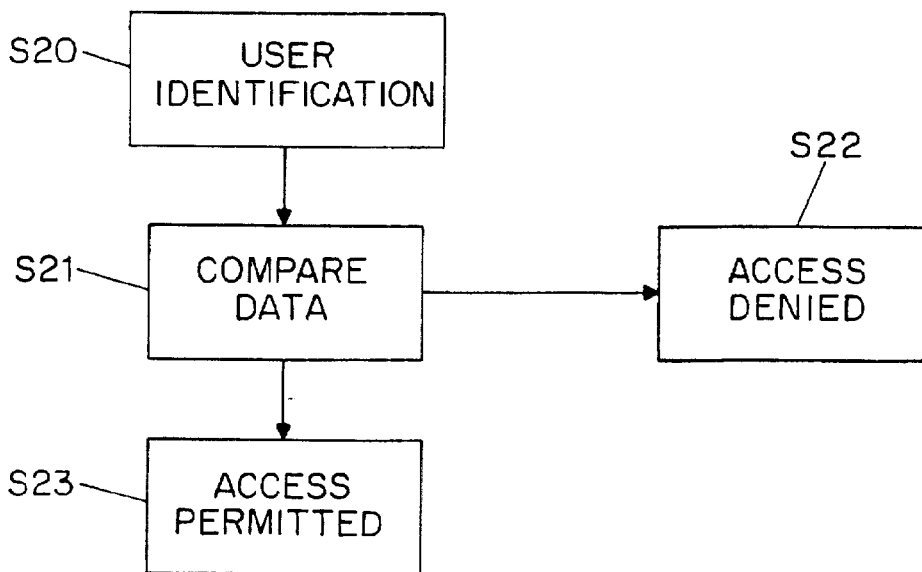 S20
USER
IDENTIFICATION
S22
S21
COMPARE
DATA
ACCESS
DENIED
S23
ACCESS
PERMITTED